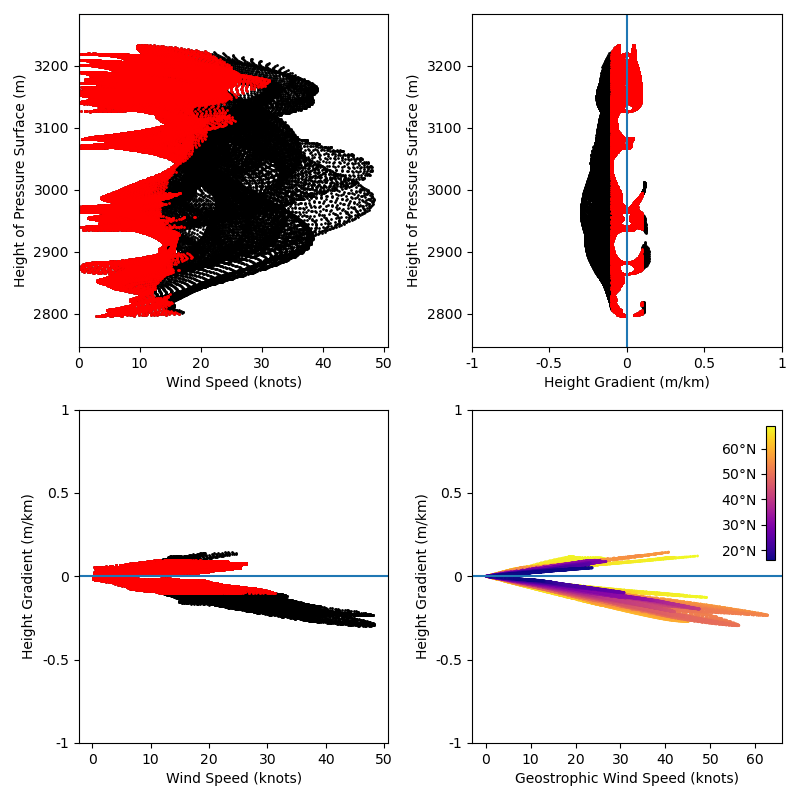 3200
3100
3000
2900
2800
Height of Pressure Surface (m)
0 10 20 30 40 50
Wind Speed (knots)
3200
3100
3000
2900
2800
Height of Pressure Surface (m)
-1 -0.5 0 0.5 1
Height Gradient (m/km)
1
0.5
0
-0.5
-1
Height Gradient (m/km)
0 10 20 30 40 50
Wind Speed (knots)
1
0.5
0
-0.5
-1
Height Gradient (m/km)
60°N
50°N
40°N
30°N
20°N
0 10 20 30 40 50 60
Geostrophic Wind Speed (knots)